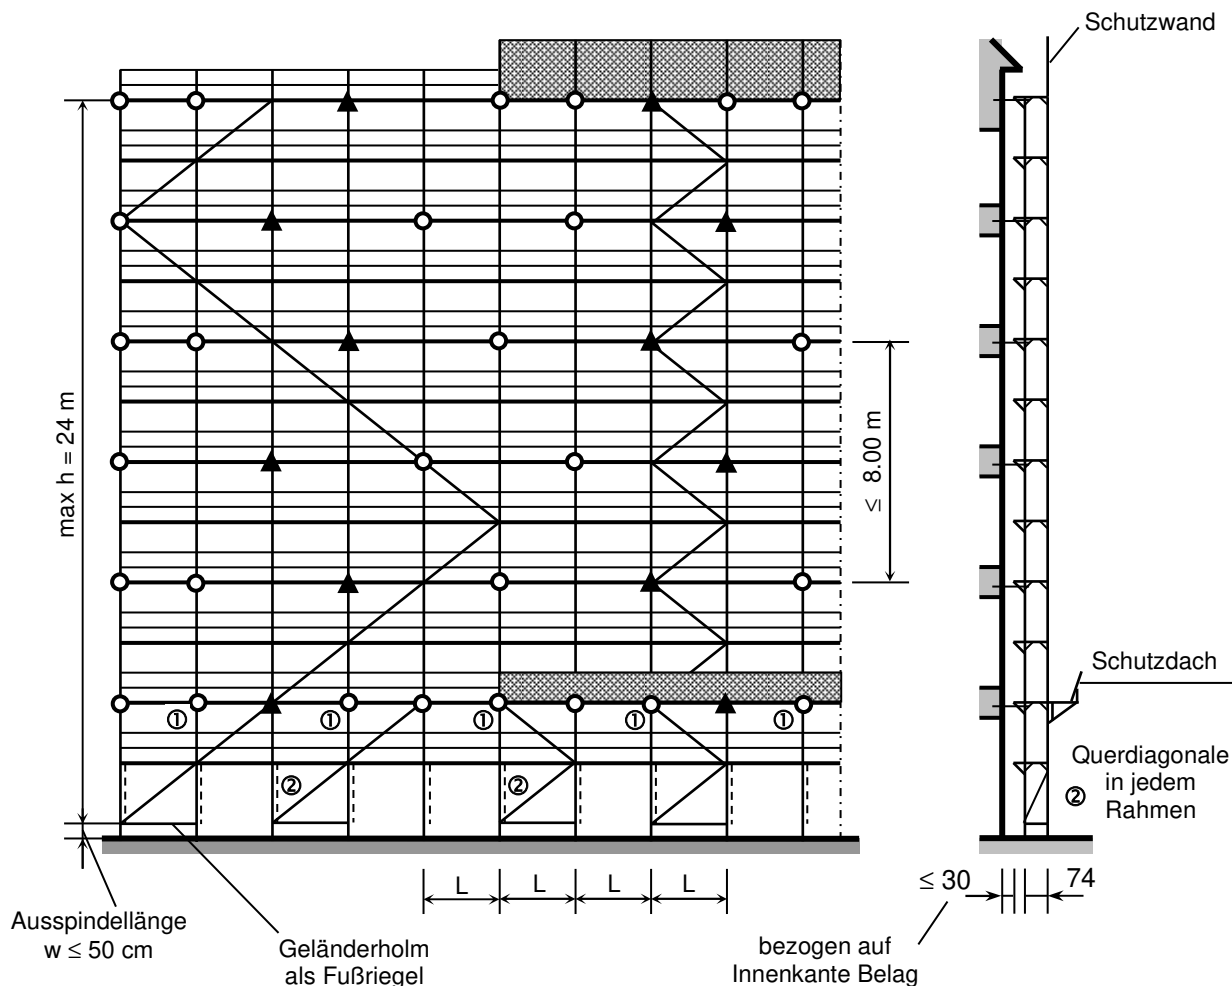 Schutzwand
max h = 24 m
≤ 8.00 m
Schutzdach
① ① ① ① ①
② ②
Querdiagonale
② in jedem
Rahmen
L L L L
≤ 30 74
Ausspindellänge
w ≤ 50 cm
Geländerholm
als Fußriegel
bezogen auf
Innenkante Belag